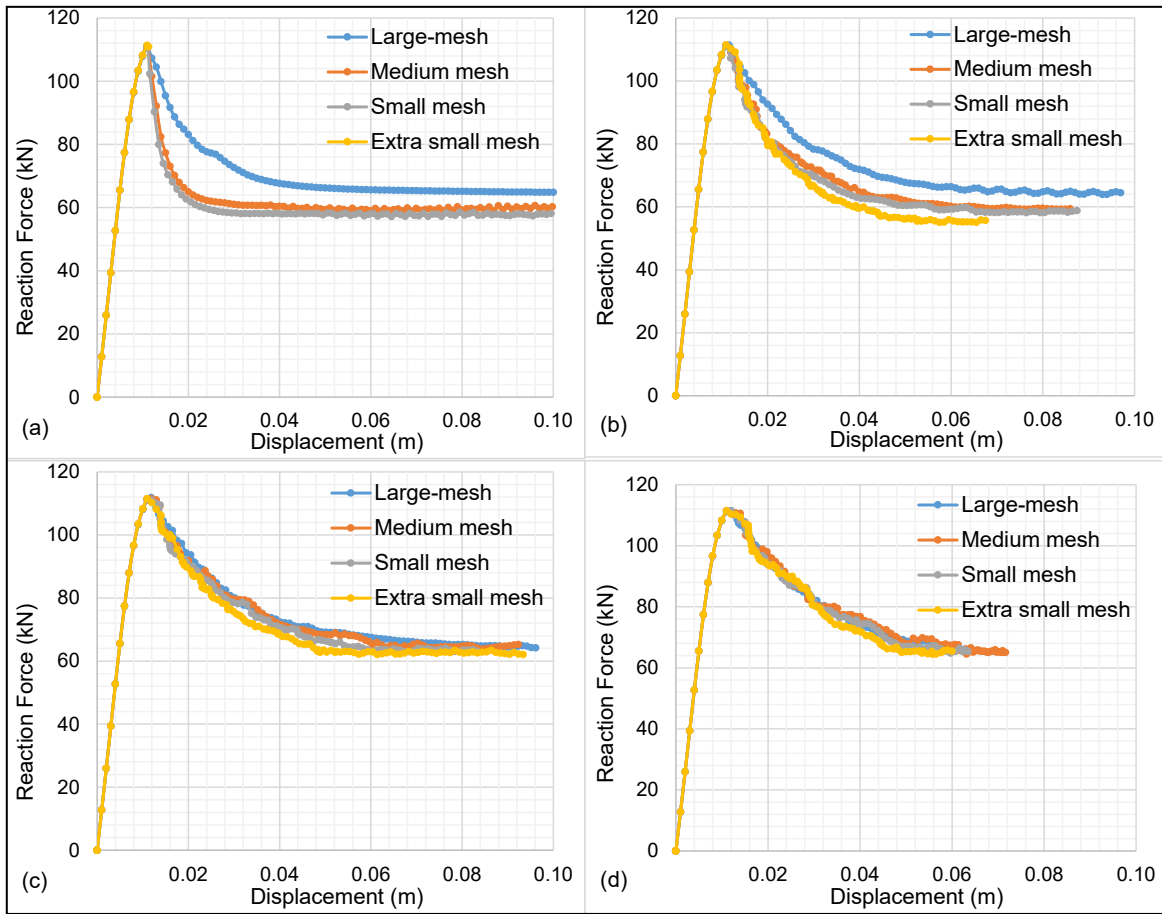 120
100
80
60
40
20
0
Reaction Force (kN)
Large-mesh
Medium mesh
Small mesh
Extra small mesh
0.02 0.04 0.06 0.08 0.10
Displacement (m)
(a)
120
100
80
60
40
20
0
Reaction Force (kN)
Large-mesh
Medium mesh
Small mesh
Extra small mesh
0.02 0.04 0.06 0.08 0.10
Displacement (m)
(b)
120
100
80
60
40
20
0
Reaction Force (kN)
Large-mesh
Medium mesh
Small mesh
Extra small mesh
0.02 0.04 0.06 0.08 0.10
Displacement (m)
(c)
120
100
80
60
40
20
0
Reaction Force (kN)
Large-mesh
Medium mesh
Small mesh
Extra small mesh
0.02 0.04 0.06 0.08 0.10
Displacement (m)
(d)